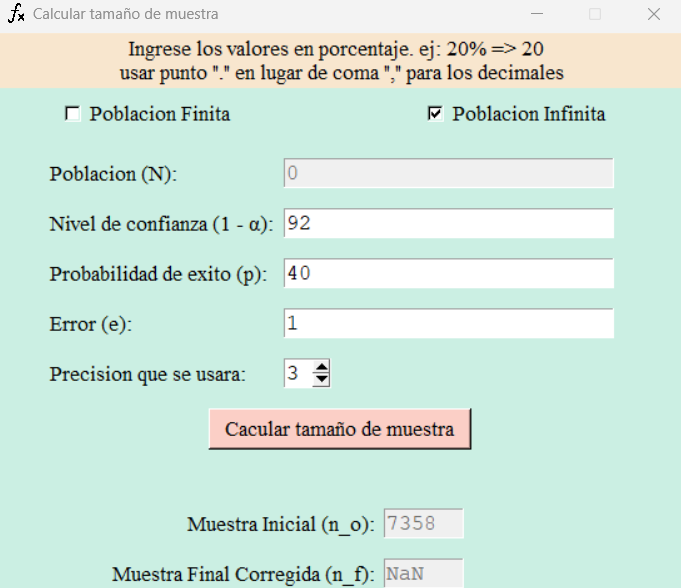 fx Calcular tamaño de muestra
Ingrese los valores en porcentaje. ej: 20% => 20
usar punto "." en lugar de coma "," para los decimales
Poblacion Finita Poblacion Infinita
Poblacion (N): 0
Nivel de confianza (1 - α): 92
Probabilidad de exito (p): 40
Error (e): 1
Precision que se usara: 3
Cacular tamaño de muestra
Muestra Inicial (n_o): 7358
Muestra Final Corregida (n_f): NaN